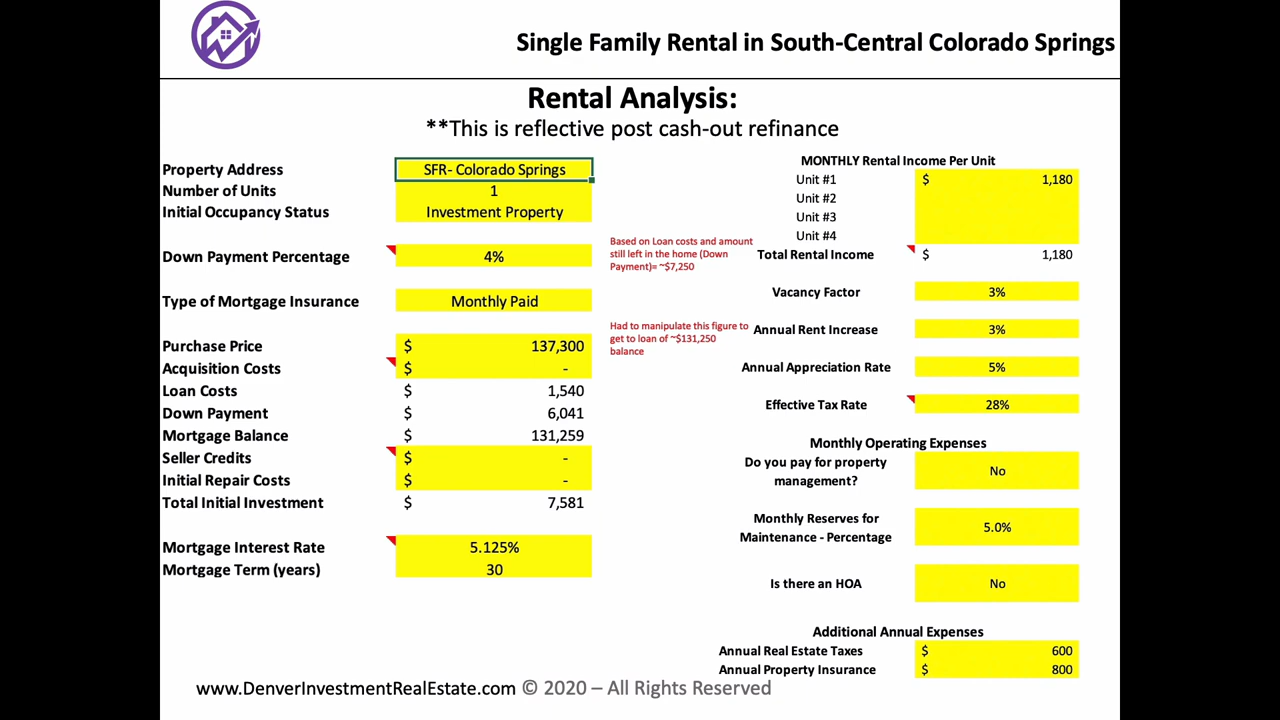 Single Family Rental in South-Central Colorado Springs
Rental Analysis:
**This is reflective post cash-out refinance
Property Address SFR- Colorado Springs
Number of Units 1
Initial Occupancy Status Investment Property
Down Payment Percentage 4%
Based on Loan costs and amount
still left in the home (Down
Payment)= ~$7,250
Type of Mortgage Insurance Monthly Paid
Had to manipulate this figure to
get to loan of ~$131,250
balance
Purchase Price $ 137,300
Acquisition Costs $ -
Loan Costs $ 1,540
Down Payment $ 6,041
Mortgage Balance $ 131,259
Seller Credits $ -
Initial Repair Costs $ -
Total Initial Investment $ 7,581
Mortgage Interest Rate 5.125%
Mortgage Term (years) 30
MONTHLY Rental Income Per Unit
Unit #1 $ 1,180
Unit #2
Unit #3
Unit #4
Total Rental Income $ 1,180
Vacancy Factor 3%
Annual Rent Increase 3%
Annual Appreciation Rate 5%
Effective Tax Rate 28%
Monthly Operating Expenses
Do you pay for property
management? No
Monthly Reserves for
Maintenance - Percentage 5.0%
Is there an HOA No
Additional Annual Expenses
Annual Real Estate Taxes $ 600
Annual Property Insurance $ 800
www.DenverInvestmentRealEstate.com © 2020 – All Rights Reserved